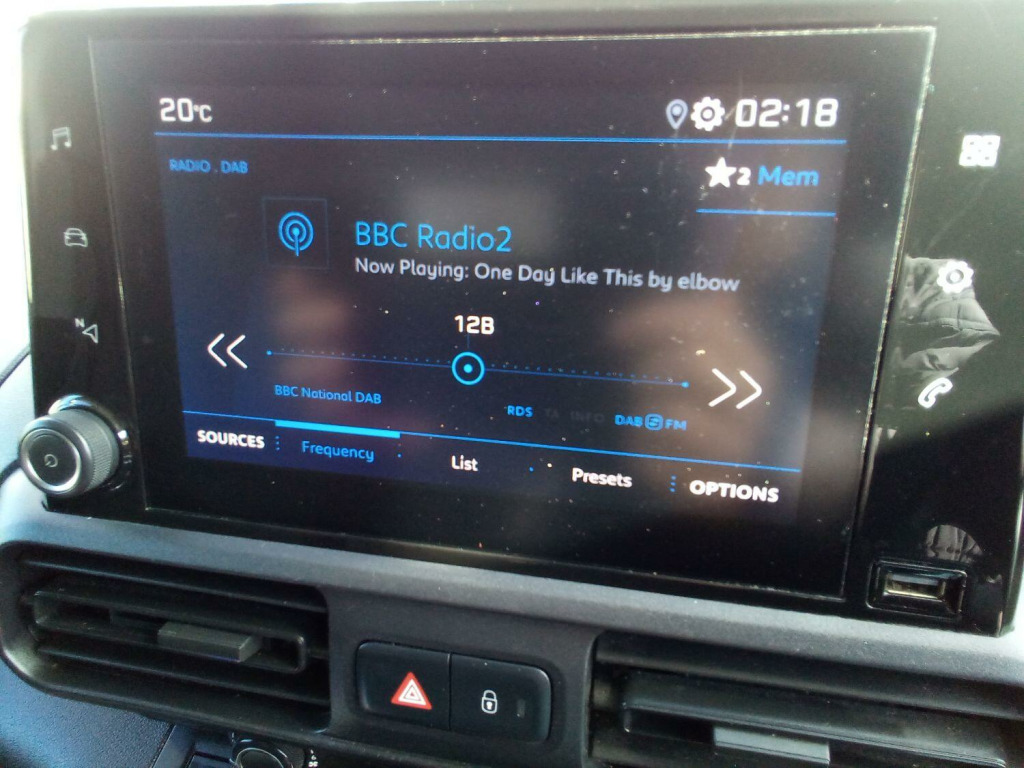 20°C
02:18
RADIO . DAB
2 Mem
BBC Radio2
Now Playing: One Day Like This by elbow
12B
BBC National DAB
RDS TA INFO DAB S FM
SOURCES Frequency List Presets OPTIONS
N